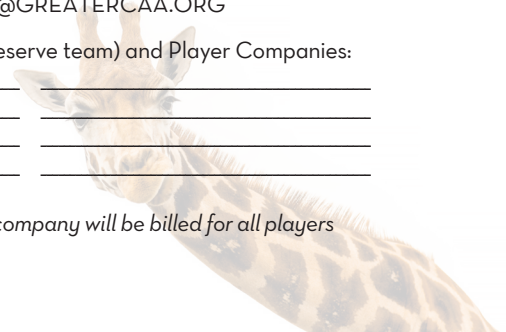 @GREATERCAA.ORG
eserve team) and Player Companies:
company will be billed for all players